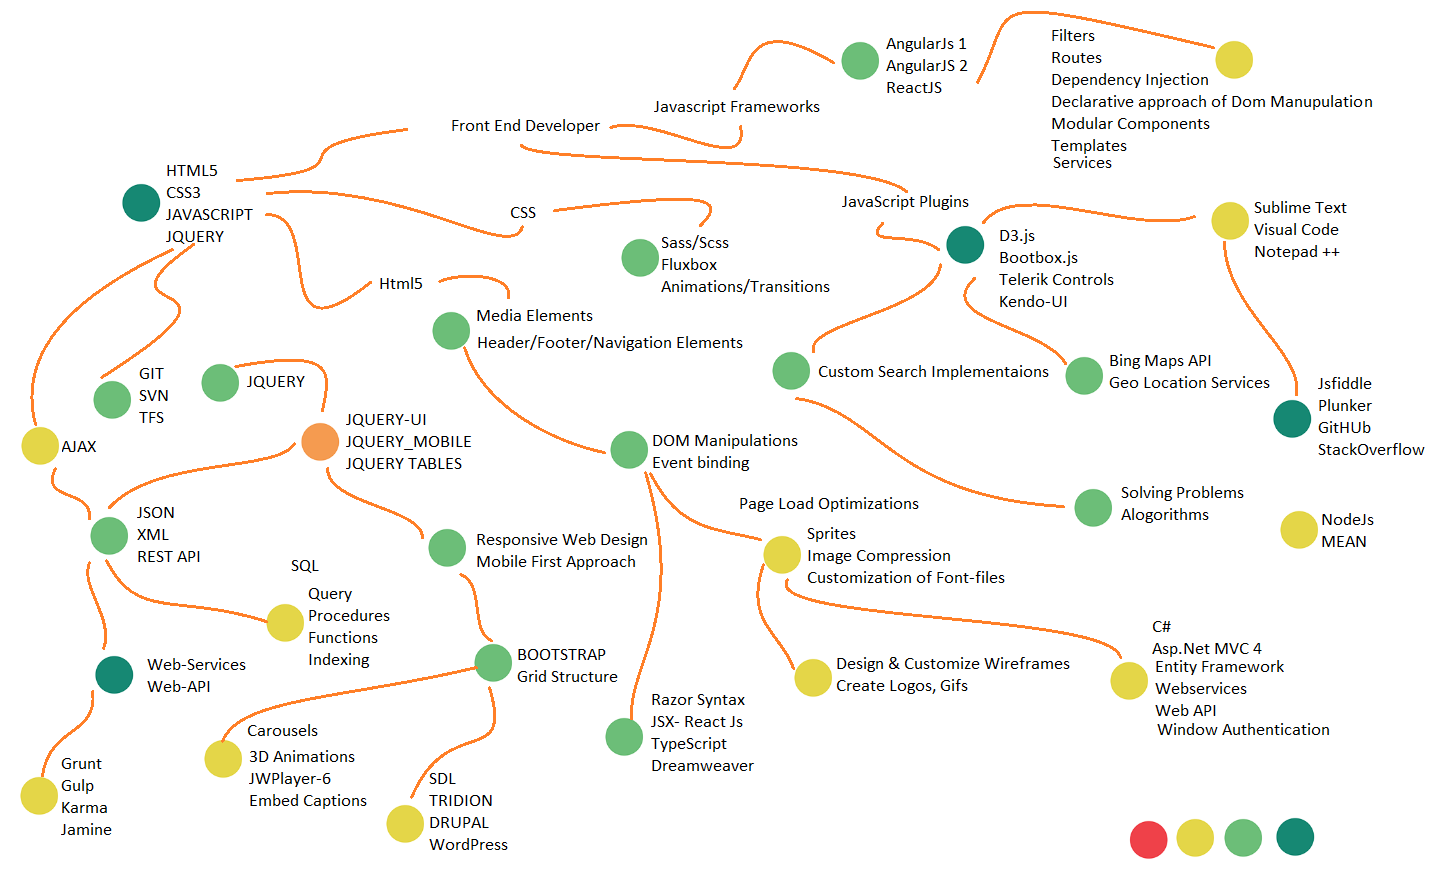 AngularJs 1
AngularJS 2
ReactJS
Filters
Routes
Dependency Injection
Declarative approach of Dom Manupulation
Modular Components
Templates
Services
Javascript Frameworks
Front End Developer
HTML5
CSS3
JAVASCRIPT
JQUERY
CSS
JavaScript Plugins
Sublime Text
Visual Code
Notepad ++
Sass/Scss
Fluxbox
Animations/Transitions
D3.js
Bootbox.js
Telerik Controls
Kendo-UI
Html5
Media Elements
Header/Footer/Navigation Elements
GIT
SVN
TFS
JQUERY
Custom Search Implementaions
Bing Maps API
Geo Location Services
Jsfiddle
Plunker
GitHUb
StackOverflow
AJAX
JQUERY-UI
JQUERY_MOBILE
JQUERY TABLES
DOM Manipulations
Event binding
Page Load Optimizations
Sprites
Image Compression
Customization of Font-files
Solving Problems
Alogorithms
NodeJs
MEAN
JSON
XML
REST API
SQL
Query
Procedures
Functions
Indexing
Responsive Web Design
Mobile First Approach
Web-Services
Web-API
BOOTSTRAP
Grid Structure
Design & Customize Wireframes
Create Logos, Gifs
C#
Asp.Net MVC 4
Entity Framework
Webservices
Web API
Window Authentication
Razor Syntax
JSX- React Js
TypeScript
Dreamweaver
Carousels
3D Animations
JWPlayer-6
Embed Captions
Grunt
Gulp
Karma
Jamine
SDL
TRIDION
DRUPAL
WordPress